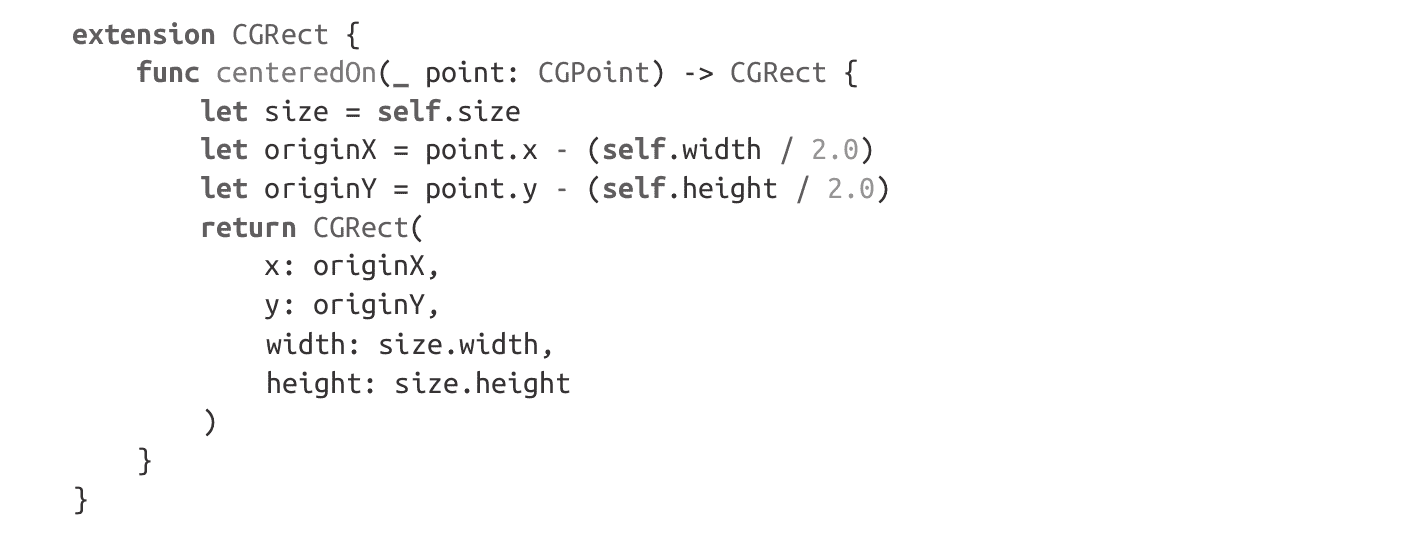 extension CGRect {
    func centeredOn(_ point: CGPoint) -> CGRect {
        let size = self.size
        let originX = point.x - (self.width / 2.0)
        let originY = point.y - (self.height / 2.0)
        return CGRect(
            x: originX,
            y: originY,
            width: size.width,
            height: size.height
        )
    }
}